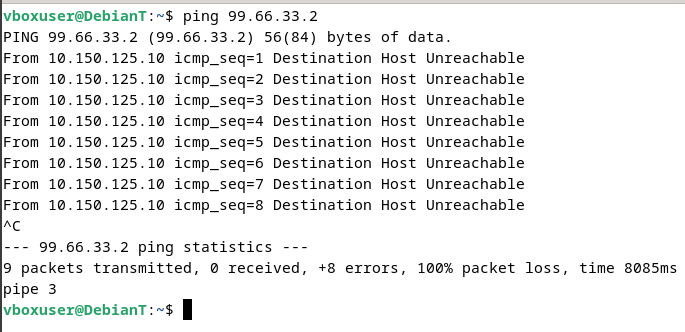 vboxuser@DebianT:~$ ping 99.66.33.2
PING 99.66.33.2 (99.66.33.2) 56(84) bytes of data.
From 10.150.125.10 icmp_seq=1 Destination Host Unreachable
From 10.150.125.10 icmp_seq=2 Destination Host Unreachable
From 10.150.125.10 icmp_seq=3 Destination Host Unreachable
From 10.150.125.10 icmp_seq=4 Destination Host Unreachable
From 10.150.125.10 icmp_seq=5 Destination Host Unreachable
From 10.150.125.10 icmp_seq=6 Destination Host Unreachable
From 10.150.125.10 icmp_seq=7 Destination Host Unreachable
From 10.150.125.10 icmp_seq=8 Destination Host Unreachable
^C
--- 99.66.33.2 ping statistics ---
9 packets transmitted, 0 received, +8 errors, 100% packet loss, time 8085ms
pipe 3
vboxuser@DebianT:~$